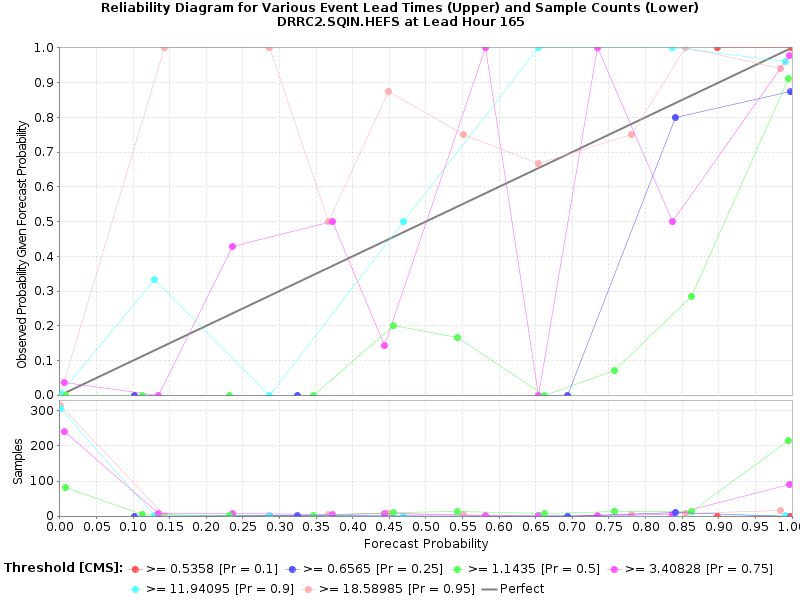 Reliability Diagram for Various Event Lead Times (Upper) and Sample Counts (Lower)
DRRC2.SQIN.HEFS at Lead Hour 165
Observed Probability Given Forecast Probability
1.0
0.9
0.8
0.7
0.6
0.5
0.4
0.3
0.2
0.1
0.0
Samples
300
200
100
0
0.00 0.05 0.10 0.15 0.20 0.25 0.30 0.35 0.40 0.45 0.50 0.55 0.60 0.65 0.70 0.75 0.80 0.85 0.90 0.95 1.0
Forecast Probability
Threshold [CMS]: >= 0.5358 [Pr = 0.1] >= 0.6565 [Pr = 0.25] >= 1.1435 [Pr = 0.5] >= 3.40828 [Pr = 0.75]
>= 11.94095 [Pr = 0.9] >= 18.58985 [Pr = 0.95] Perfect